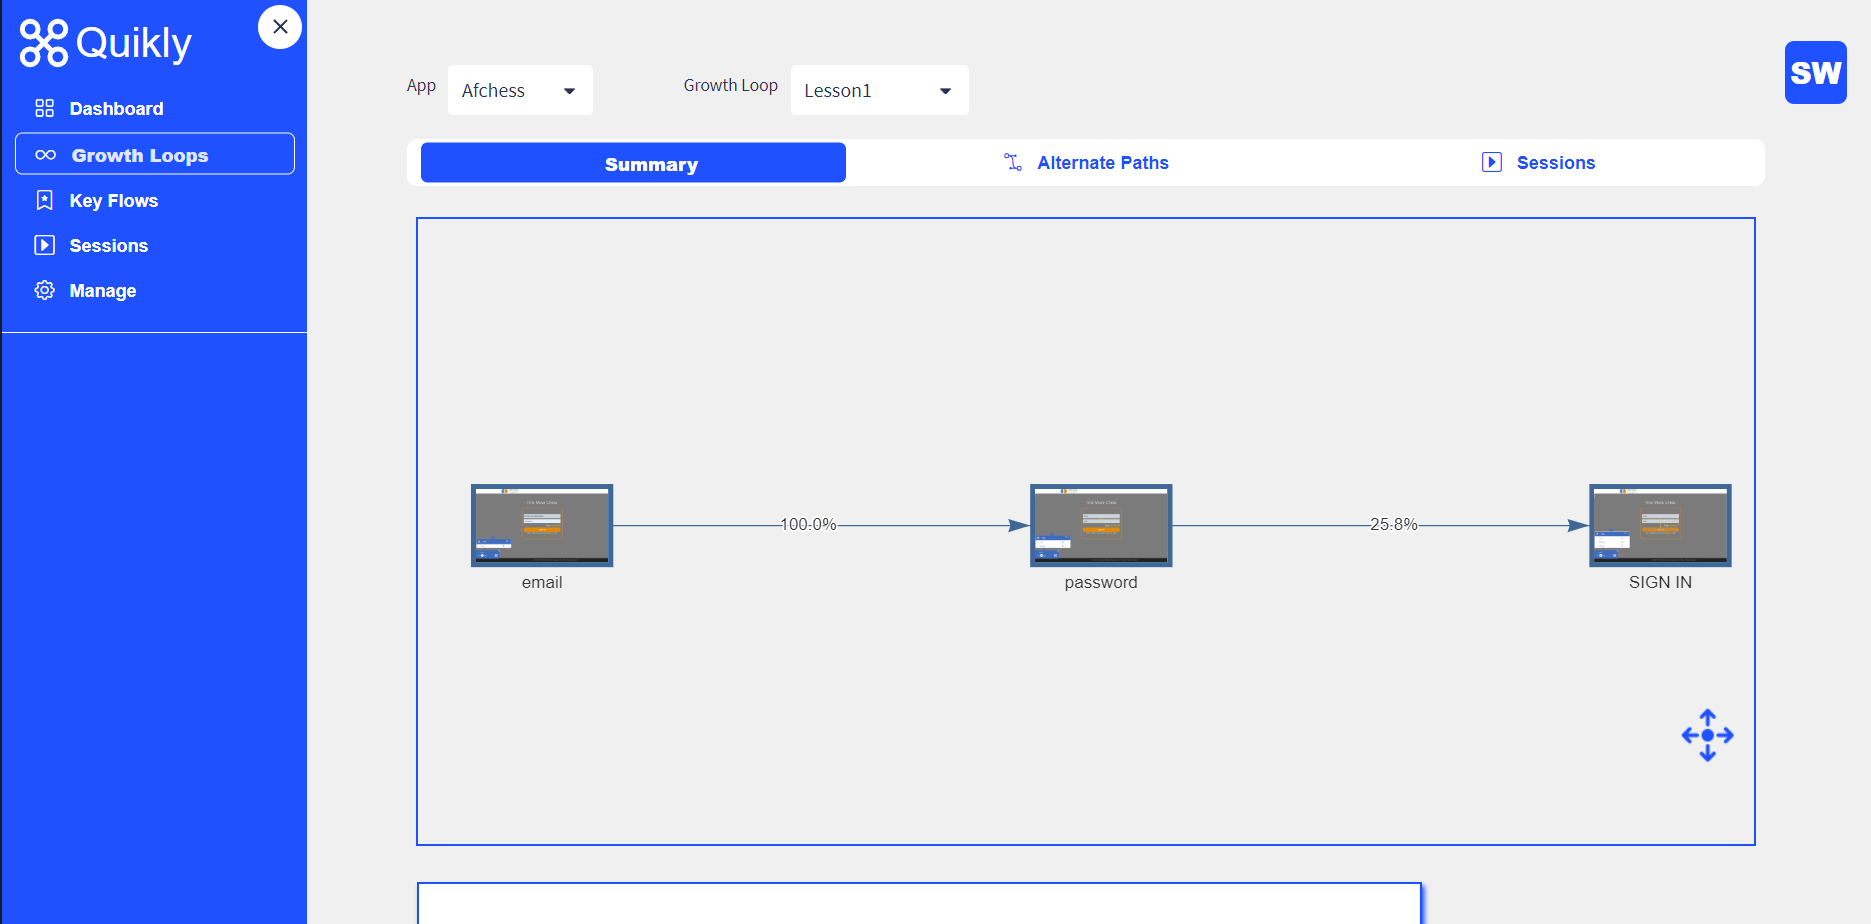 Quikly
Dashboard
Growth Loops
Key Flows
Sessions
Manage
App
Afchess
Growth Loop
Lesson1
SW
Summary
Alternate Paths
Sessions
100.0%
25.8%
email
password
SIGN IN